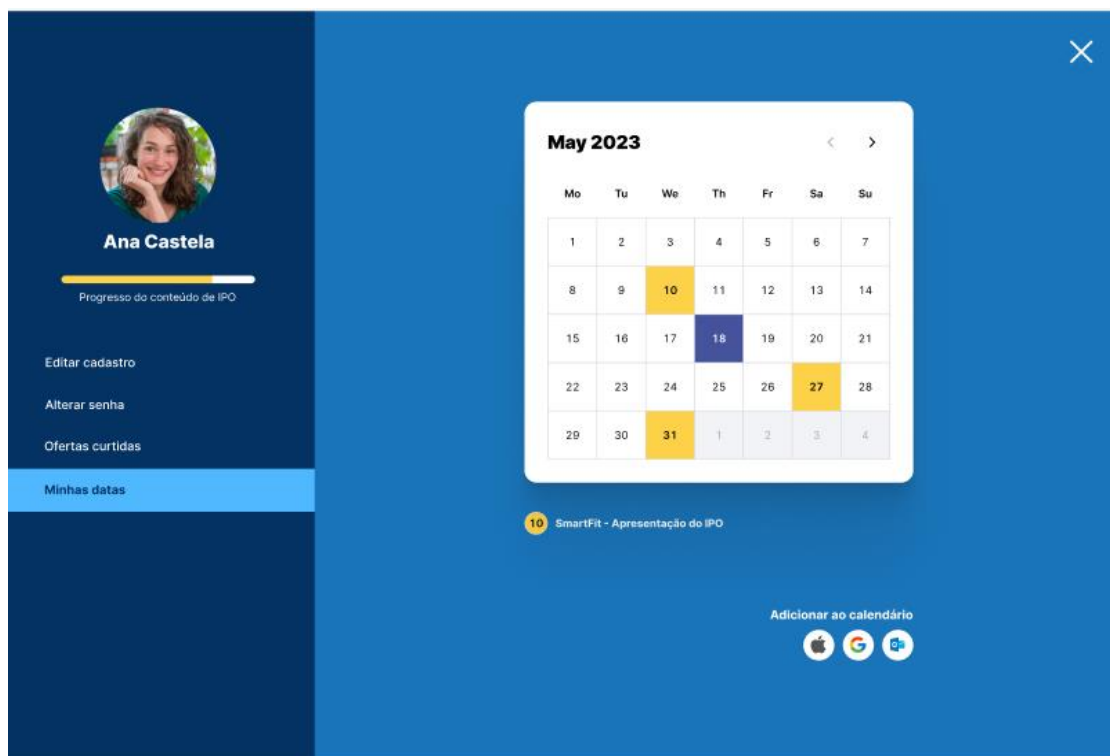 Ana Castela
Progresso do conteúdo de IPO
Editar cadastro
Alterar senha
Ofertas curtidas
Minhas datas
May 2023
Mo Tu We Th Fr Sa Su
1 2 3 4 5 6 7
8 9 10 11 12 13 14
15 16 17 18 19 20 21
22 23 24 25 26 27 28
29 30 31 1 2 3 4
10 SmartFit - Apresentação do IPO
Adicionar ao calendário